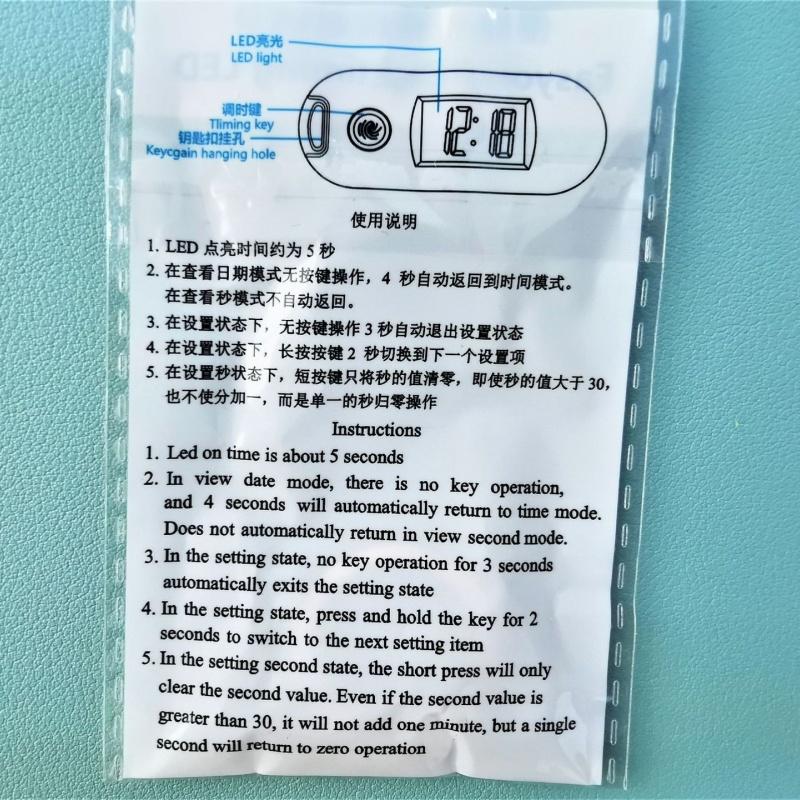 LED亮光
LED light
调时键
Tliming key
钥匙扣挂孔
Keycgain hanging hole
12:18
使用说明
1. LED 点亮时间约为 5 秒
2. 在查看日期模式无按键操作，4 秒自动返回到时间模式。
在查看秒模式不自动返回。
3. 在设置状态下，无按键操作 3 秒自动退出设置状态
4. 在设置状态下，长按按键 2 秒切换到下一个设置项
5. 在设置秒状态下，短按键只将秒的值清零，即使秒的值大于 30，
也不使分加一，而是单一的秒归零操作
Instructions
1. Led on time is about 5 seconds
2. In view date mode, there is no key operation,
and 4 seconds will automatically return to time mode.
Does not automatically return in view second mode.
3. In the setting state, no key operation for 3 seconds
automatically exits the setting state
4. In the setting state, press and hold the key for 2
seconds to switch to the next setting item
5. In the setting second state, the short press will only
clear the second value. Even if the second value is
greater than 30, it will not add one minute, but a single
second will return to zero operation